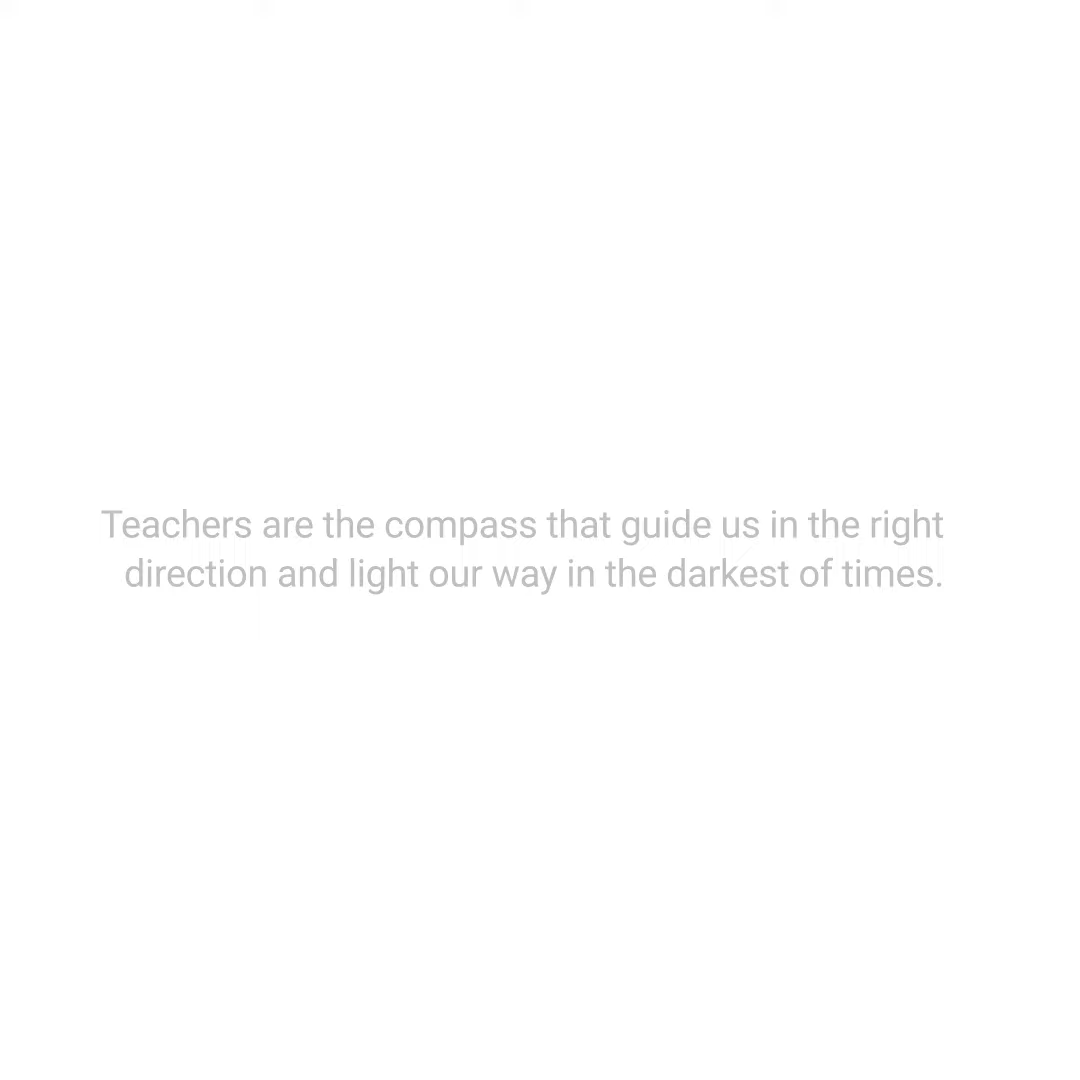 Teachers are the compass that guide us in the right
direction and light our way in the darkest of times.